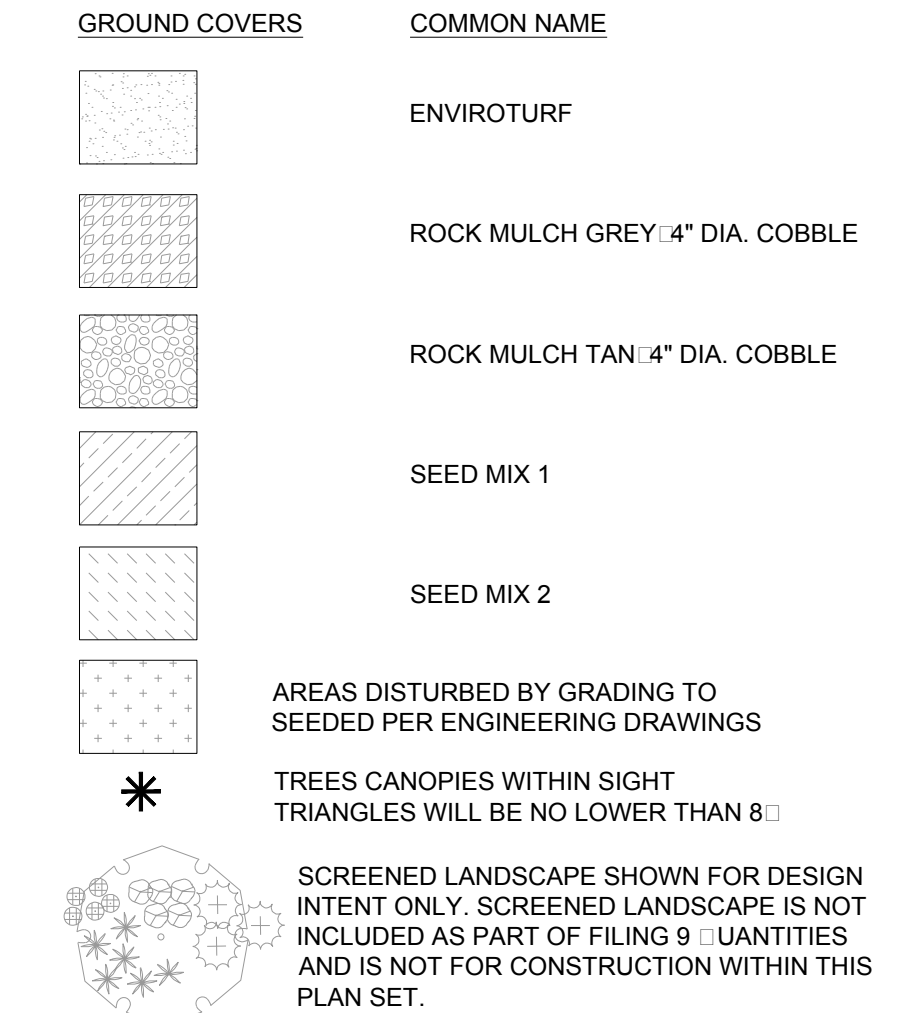 GROUND COVERS COMMON NAME
ENVIROTURF
ROCK MULCH GREY□4" DIA. COBBLE
ROCK MULCH TAN□4" DIA. COBBLE
SEED MIX 1
SEED MIX 2
AREAS DISTURBED BY GRADING TO
SEEDED PER ENGINEERING DRAWINGS
TREES CANOPIES WITHIN SIGHT
TRIANGLES WILL BE NO LOWER THAN 8□
SCREENED LANDSCAPE SHOWN FOR DESIGN
INTENT ONLY. SCREENED LANDSCAPE IS NOT
INCLUDED AS PART OF FILING 9 □UANTITIES
AND IS NOT FOR CONSTRUCTION WITHIN THIS
PLAN SET.